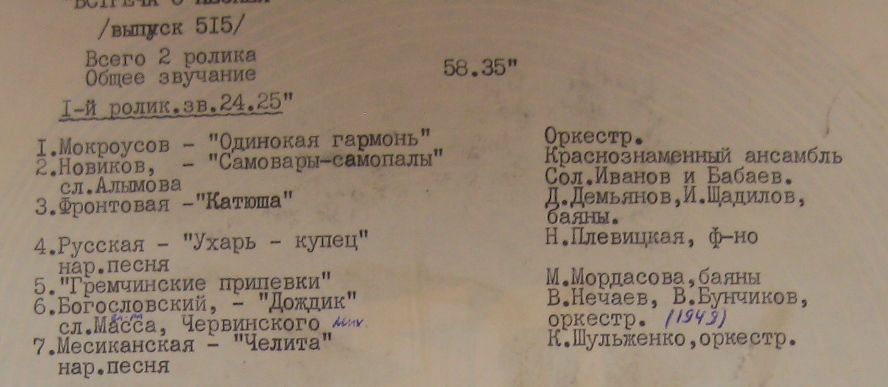 "ВСТРЕЧА С ПЕСНЕЙ"
/выпуск 515/
Всего 2 ролика 58.35"
Общее звучание
I-й ролик.зв.24.25"
I.Мокроусов - "Одинокая гармонь" Оркестр.
2.Новиков, - "Самовары-самопалы" Краснознаменный ансамбль
сл.Алымова Сол.Иванов и Бабаев.
3.Фронтовая -"Катюша" Д.Демьянов,И.Щадилов,
баяны.
4.Русская - "Ухарь - купец" Н.Плевицкая, ф-но
нар.песня
5."Гремчинские припевки" М.Мордасова,баяны
6.Богословский, - "Дождик" В.Нечаев, В.Бунчиков,
сл.Масса, Червинского оркестр. (1949)
7.Месиканская - "Челита" К.Шульженко,оркестр.
нар.песня